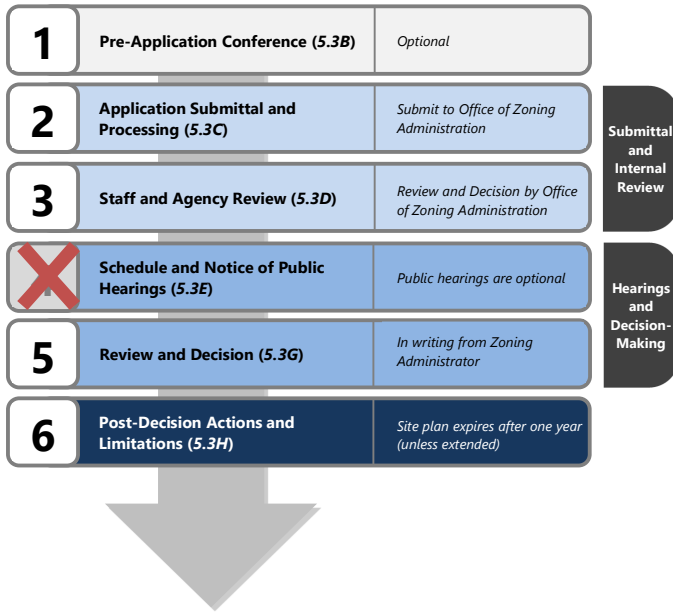 1
Pre-Application Conference (5.3B)
Optional
2
Application Submittal and
Processing (5.3C)
Submit to Office of Zoning
Administration
3
Staff and Agency Review (5.3D)
Review and Decision by Office
of Zoning Administration
Submittal
and
Internal
Review
Schedule and Notice of Public
Hearings (5.3E)
Public hearings are optional
5
Review and Decision (5.3G)
In writing from Zoning
Administrator
Hearings
and
Decision-
Making
6
Post-Decision Actions and
Limitations (5.3H)
Site plan expires after one year
(unless extended)